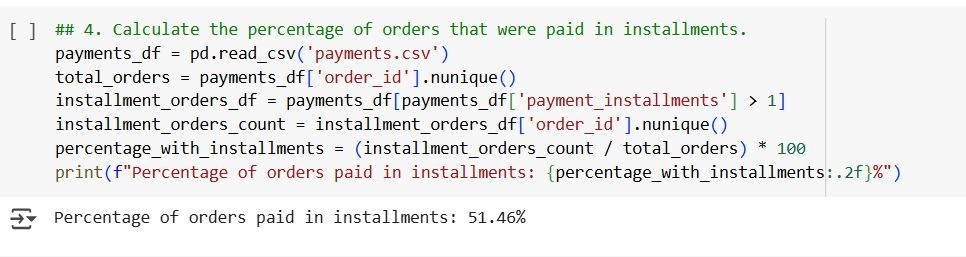 [ ] ## 4. Calculate the percentage of orders that were paid in installments.
payments_df = pd.read_csv('payments.csv')
total_orders = payments_df['order_id'].nunique()
installment_orders_df = payments_df[payments_df['payment_installments'] > 1]
installment_orders_count = installment_orders_df['order_id'].nunique()
percentage_with_installments = (installment_orders_count / total_orders) * 100
print(f"Percentage of orders paid in installments: {percentage_with_installments:.2f}%")
Percentage of orders paid in installments: 51.46%